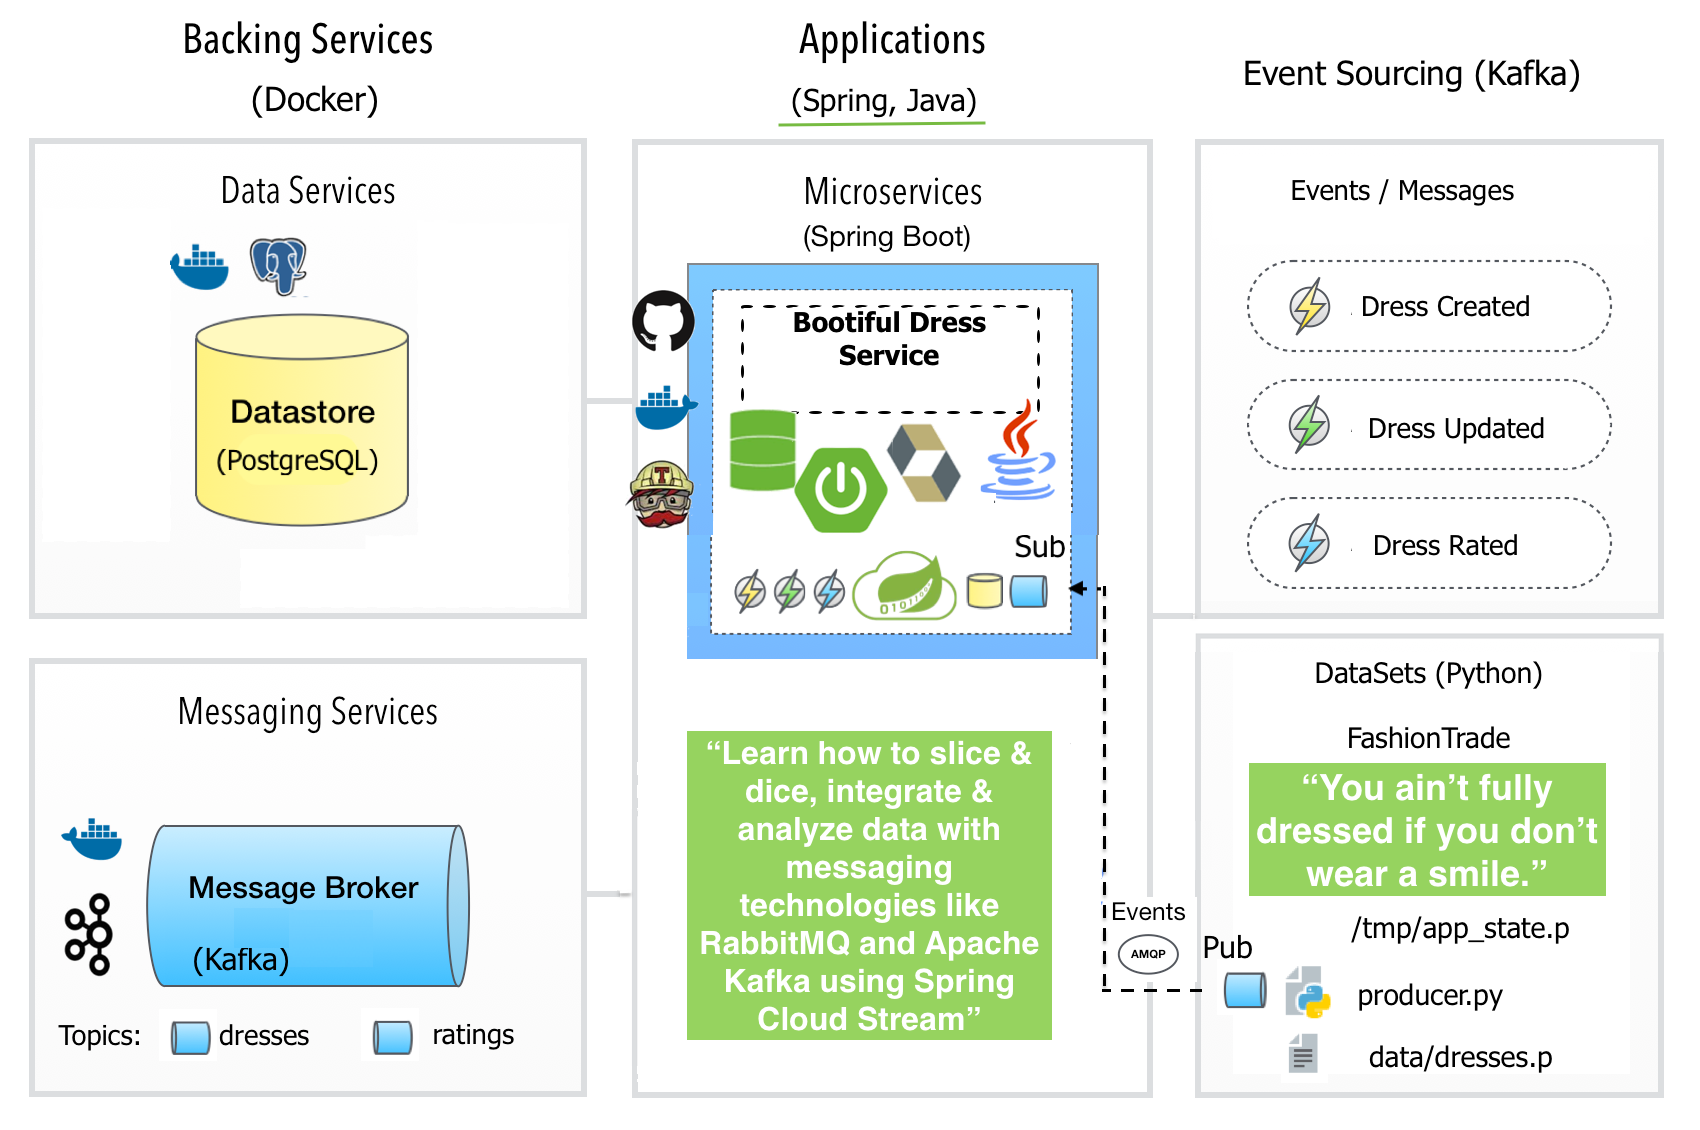 Backing Services
(Docker)
Data Services
Datastore
(PostgreSQL)
Messaging Services
Message Broker
(Kafka)
Topics:
dresses
ratings
Applications
(Spring, Java)
Microservices
(Spring Boot)
Bootiful Dress
Service
T
Sub
0101100
“Learn how to slice &
dice, integrate &
analyze data with
messaging
technologies like
RabbitMQ and Apache
Kafka using Spring
Cloud Stream”
Events
AMQP
Event Sourcing (Kafka)
Events / Messages
Dress Created
Dress Updated
Dress Rated
DataSets (Python)
FashionTrade
“You ain’t fully
dressed if you don’t
wear a smile.”
/tmp/app_state.p
Pub
producer.py
data/dresses.p